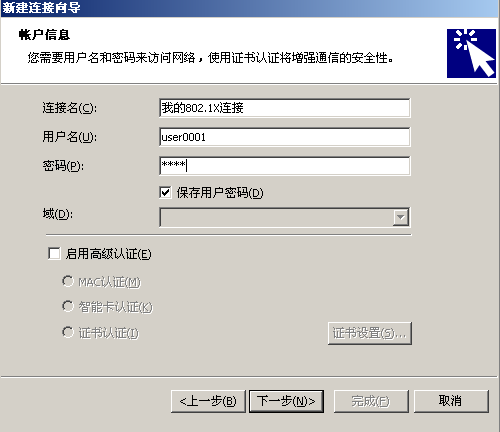 新建连接向导
帐户信息
您需要用户名和密码来访问网络，使用证书认证将增强通信的安全性。
连接名(C):
我的802.1X连接
用户名(U):
user0001
密码(P):
****
保存用户密码(D)
域(D):
启用高级认证(E)
MAC认证(M)
智能卡认证(K)
证书认证(I)
证书设置(S)...
<上一步(B)
下一步(N)>
完成(F)
取消